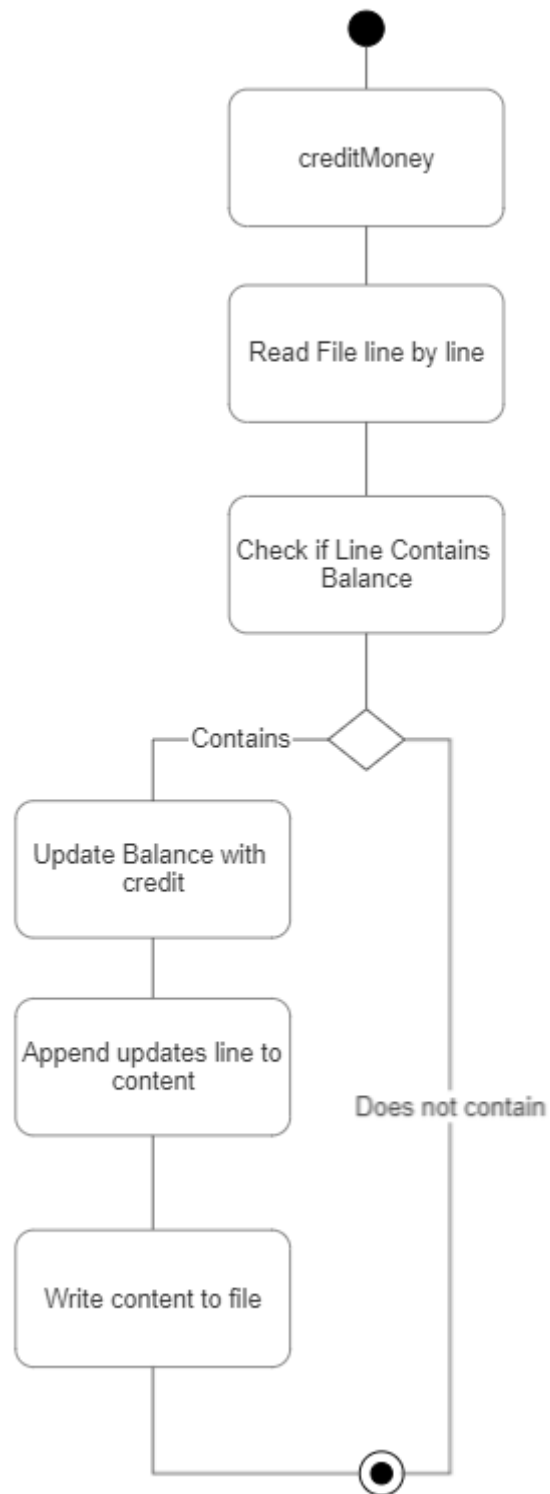 creditMoney
Read File line by line
Check if Line Contains
Balance
Contains
Update Balance with
credit
Append updates line to
content
Does not contain
Write content to file